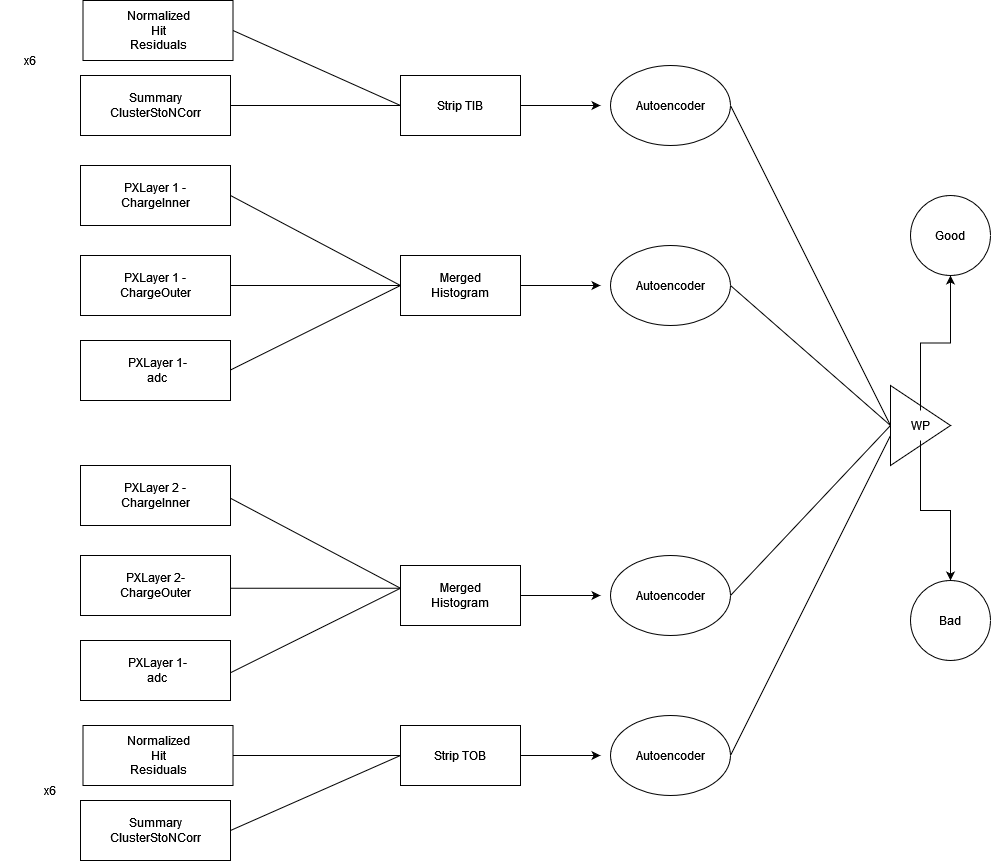 Normalized
Hit
Residuals
x6
Summary
ClusterStoNCorr
Strip TIB
Autoencoder
PXLayer 1 -
ChargeInner
PXLayer 1 -
ChargeOuter
Merged
Histogram
Autoencoder
Good
PXLayer 1-
adc
WP
PXLayer 2 -
ChargeInner
PXLayer 2-
ChargeOuter
Merged
Histogram
Autoencoder
Bad
PXLayer 1-
adc
Normalized
Hit
Residuals
Strip TOB
Autoencoder
x6
Summary
ClusterStoNCorr